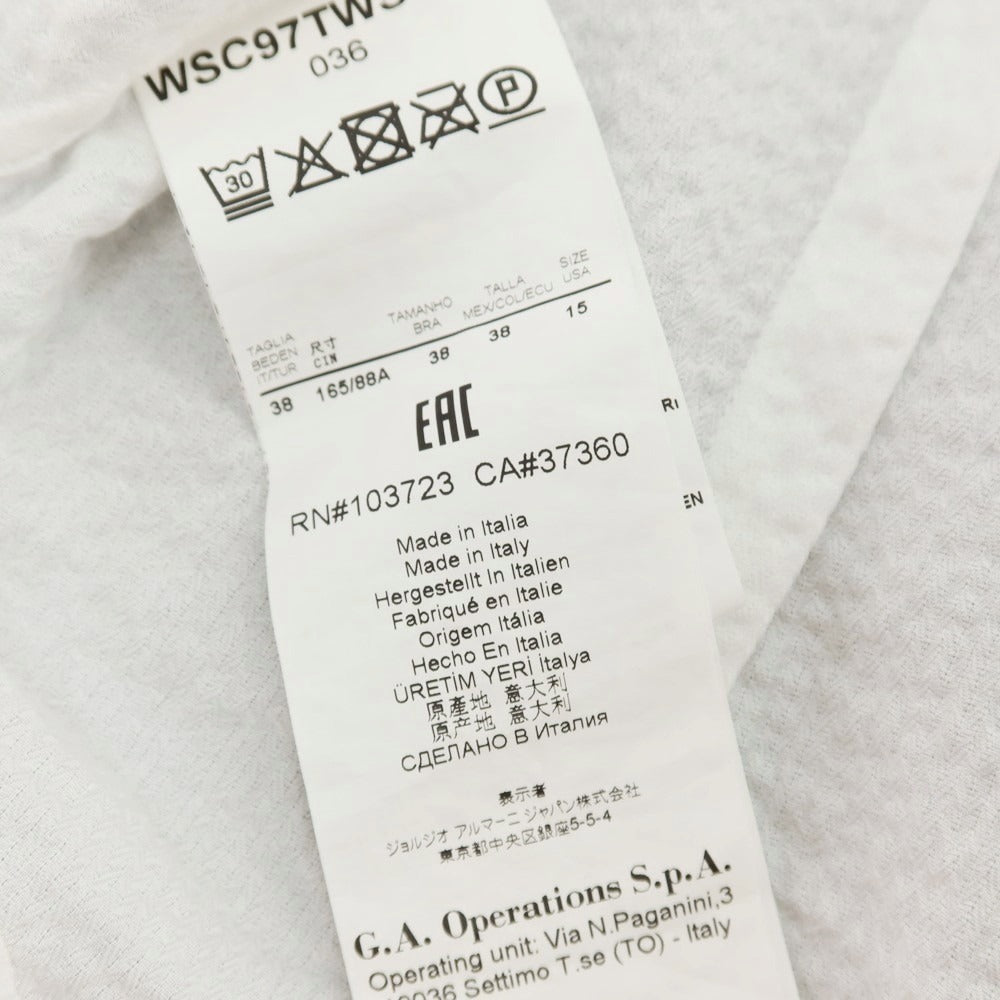 WSC97TWS
036
30
P
TAGLIA BEDEN IT/TUR
尺寸 CIN
TAMANHO BRA
TALLA MEX/COL/ECU
SIZE USA
38 165/88A 38 38 15
EAC
RN#103723 CA#37360
Made in Italia
Made in Italy
Hergestellt In Italien
Fabriqué en Italie
Origem Itália
Hecho En Italia
ÜRETİM YERİ İtalya
原產地 意大利
原产地 意大利
СДЕЛАНО В Италия
表示者
ジョルジオ アルマーニ ジャパン株式会社
東京都中央区銀座5-5-4
G.A. Operations S.p.A.
Operating unit: Via N.Paganini,3
10036 Settimo T.se (TO) - Italy
EN